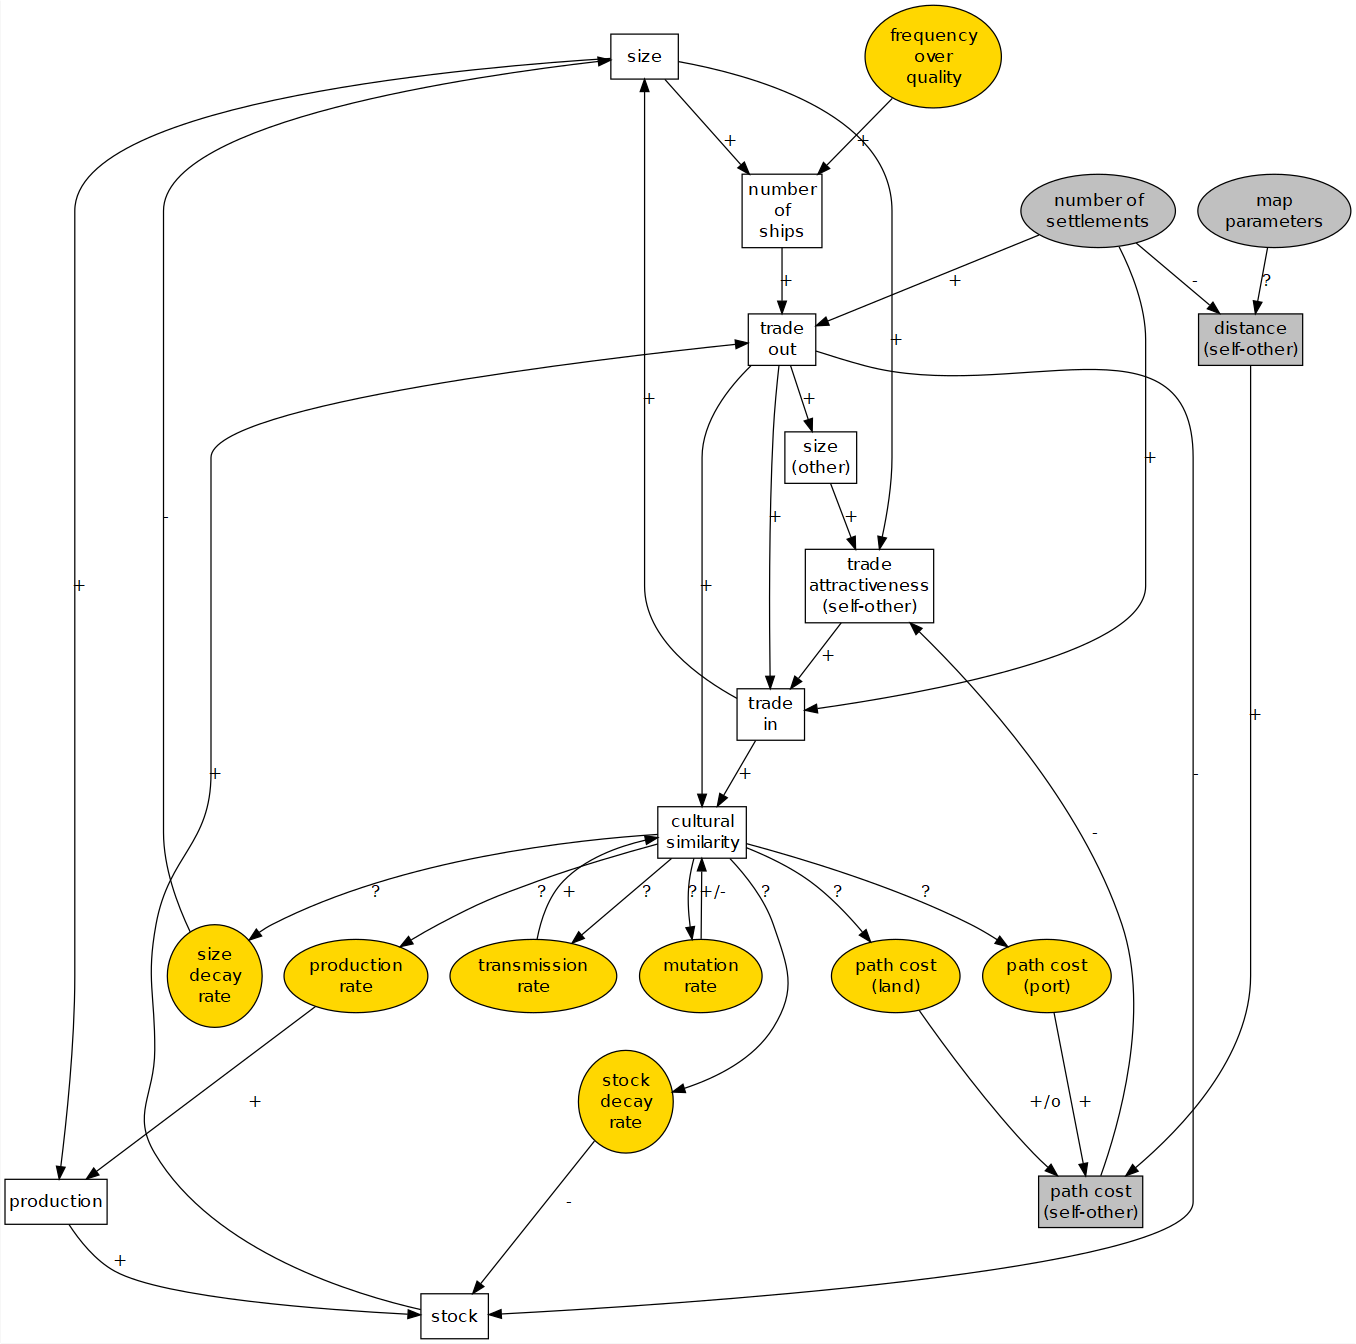 frequency
over
quality
size
+
+
number
of
ships
number of
settlements
map
parameters
+
+
-
?
trade
out
distance
(self-other)
+
+
+
size
(other)
+
-
+
+
trade
attractiveness
(self-other)
+
+
+
trade
in
+
+
+
-
cultural
similarity
-
?
?
+
?
?
+/-
?
?
?
size
decay
rate
production
rate
transmission
rate
mutation
rate
path cost
(land)
path cost
(port)
stock
decay
rate
+
+/o
+
production
-
path cost
(self-other)
+
stock